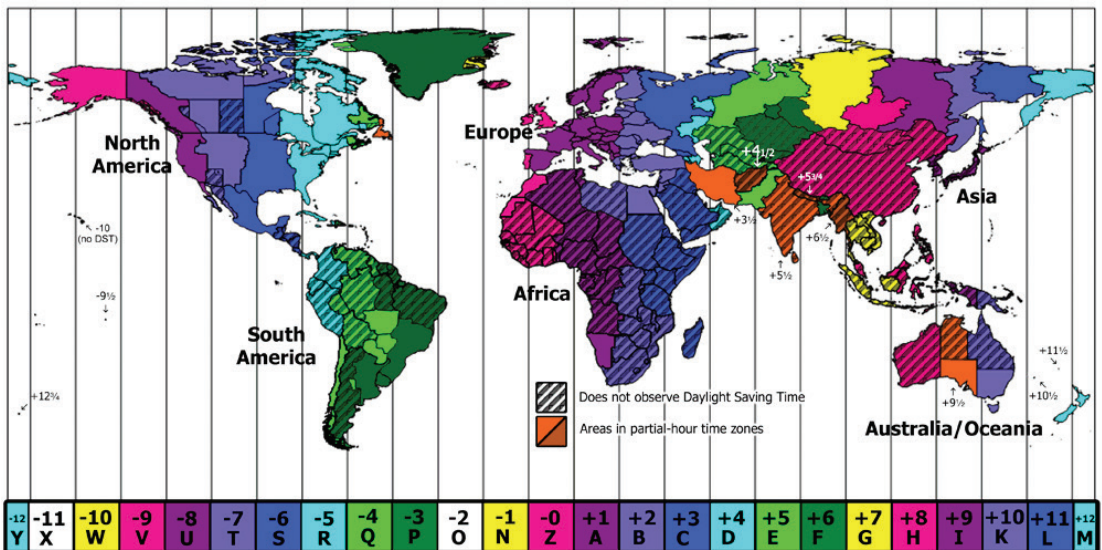 North
America
Europe
Asia
+4 1/2
+5 3/4
+3½
+6½
+5½
-10
(no DST)
-9½
Africa
South
America
+12¾
+11½
+10½
+9½
Does not observe Daylight Saving Time
Areas in partial-hour time zones
Australia/Oceania
-12 -11 -10 -9 -8 -7 -6 -5 -4 -3 -2 -1 -0 +1 +2 +3 +4 +5 +6 +7 +8 +9 +10 +11 +12
Y X W V U T S R Q P O N Z A B C D E F G H I K L M